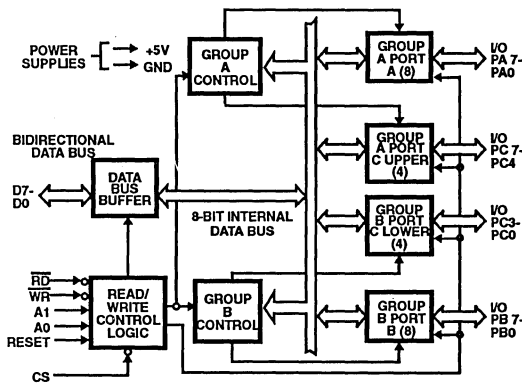 POWER
SUPPLIES
+5V
GND
GROUP
A
CONTROL
GROUP
A PORT
A (8)
I/O
PA 7-
PA0
BIDIRECTIONAL
DATA BUS
D7-
D0
DATA
BUS
BUFFER
8-BIT INTERNAL
DATA BUS
GROUP
A PORT
C UPPER
(4)
I/O
PC 7-
PC4
GROUP
B PORT
C LOWER
(4)
I/O
PC3-
PC0
RD
WR
A1
A0
RESET
CS
READ/
WRITE
CONTROL
LOGIC
GROUP
B
CONTROL
GROUP
B PORT
B (8)
I/O
PB 7-
PB0